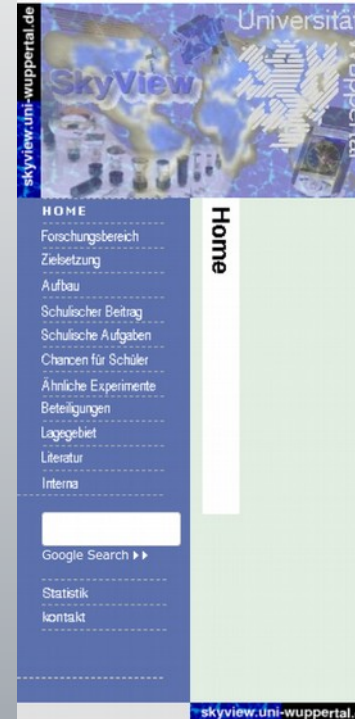 skyview.uni-wuppertal.de
Universität
Wuppertal
SkyView
HOME
Forschungsbereich
Zielsetzung
Aufbau
Schulischer Beitrag
Schulische Aufgaben
Chancen für Schüler
Ähnliche Experimente
Beteiligungen
Lagegebiet
Literatur
Interna
Home
Google Search
Statistik
kontakt
skyview.uni-wuppertal.